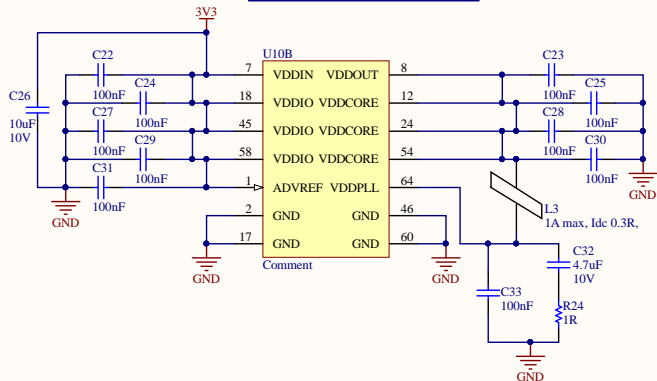 3V3
U10B
C22
100nF
C24
100nF
C26
10uF
10V
C27
100nF
C29
100nF
C31
100nF
GND
7 VDDIN VDDOUT 8
18 VDDIO VDDCORE 12
45 VDDIO VDDCORE 24
58 VDDIO VDDCORE 54
1 ADVREF VDDPLL 64
2 GND GND 46
17 GND GND 60
Comment
GND
GND
C23
100nF
C25
100nF
C28
100nF
C30
100nF
GND
L3
1A max, Idc 0.3R,
C32
4.7uF
10V
C33
100nF
R24
1R
GND